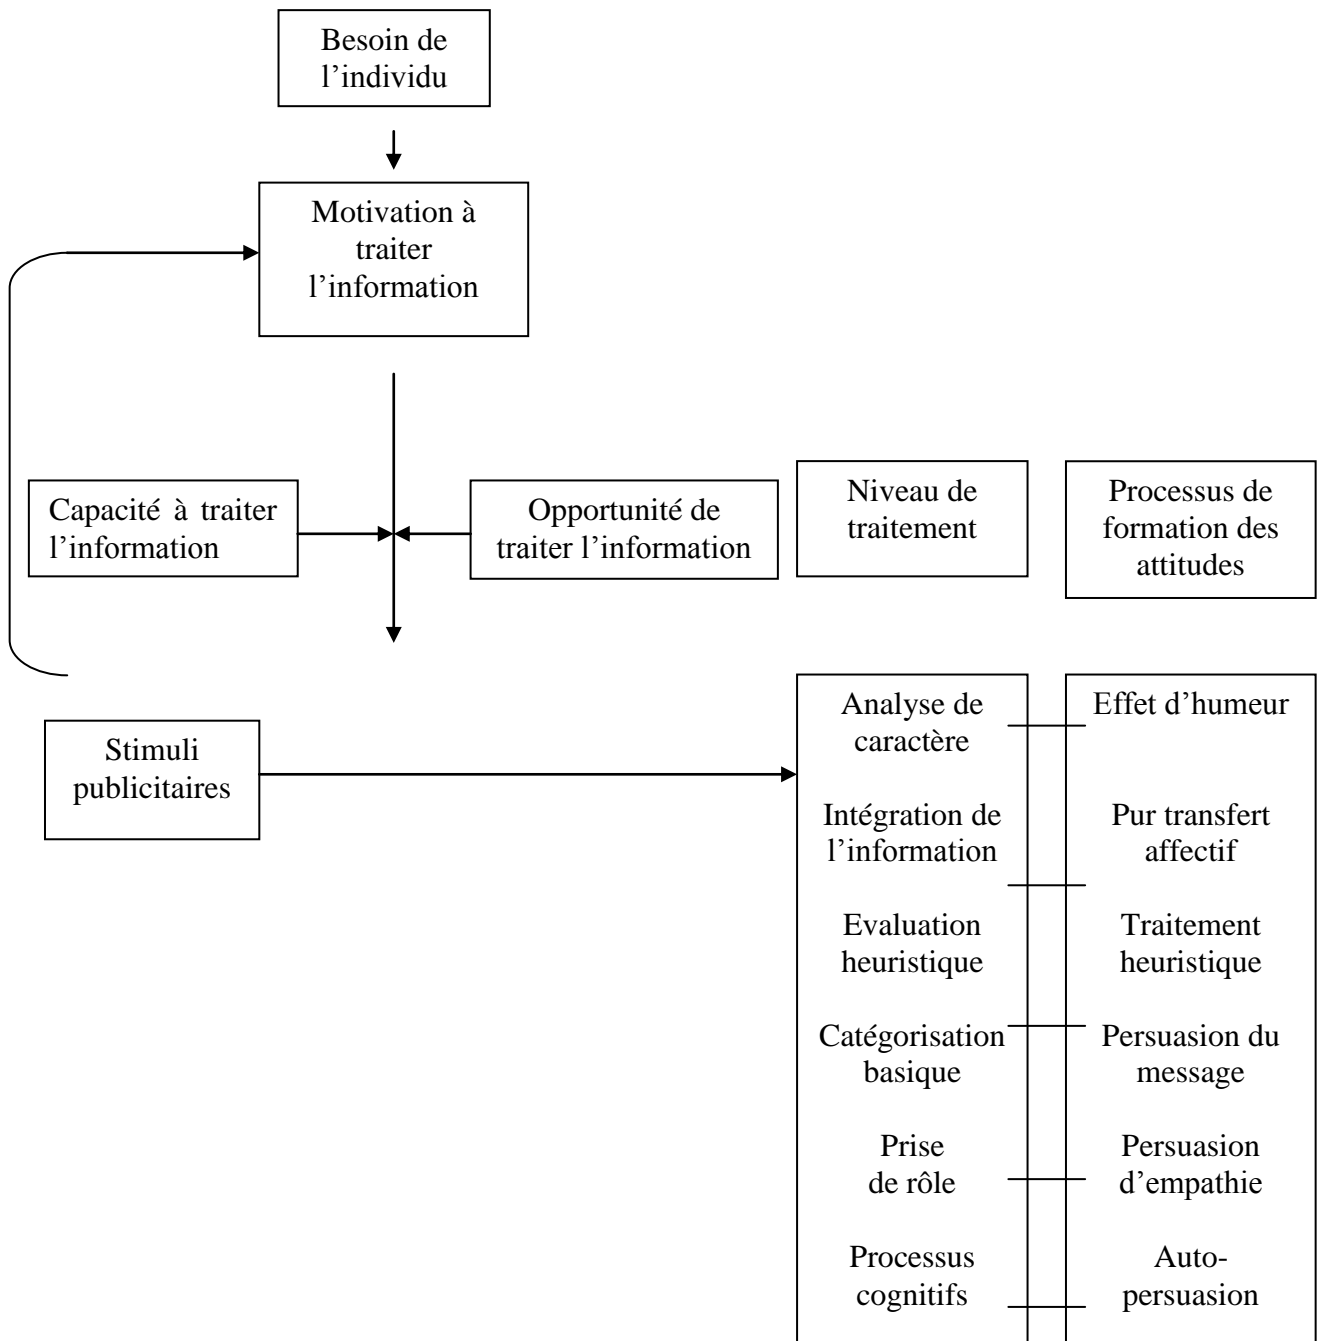 Besoin de
l’individu
Motivation à
traiter
l’information
Capacité à traiter
l’information
Opportunité de
traiter l’information
Niveau de
traitement
Processus de
formation des
attitudes
Stimuli
publicitaires
Analyse de
caractère
Effet d’humeur
Intégration de
l’information
Pur transfert
affectif
Evaluation
heuristique
Traitement
heuristique
Catégorisation
basique
Persuasion du
message
Prise
de rôle
Persuasion
d’empathie
Processus
cognitifs
Auto-
persuasion